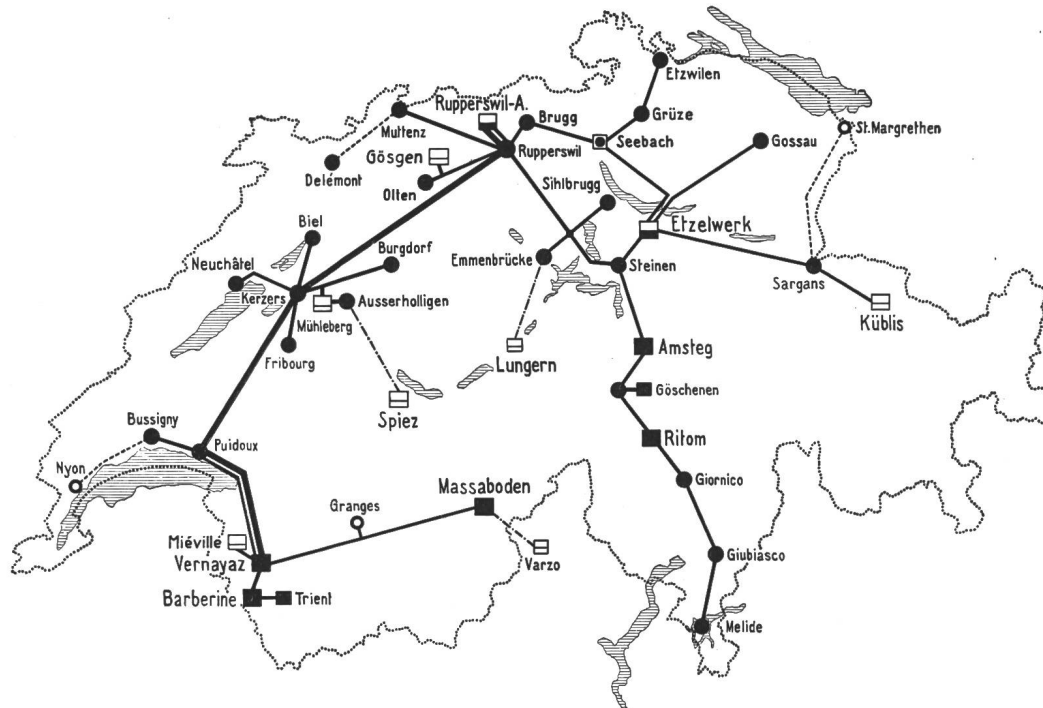 Etzwilen
Rupperswil-A.
Brugg
Grüze
Muttenz
Seebach
Gossau
St. Margrethen
Gösgen
Rupperswil
Delémont
Olten
Sihlbrugg
Etzelwerk
Biel
Burgdorf
Emmenbrücke
Steinen
Neuchâtel
Sargans
Kerzers
Ausserholligen
Mühleberg
Küblis
Fribourg
Lungern
Amsteg
Göschenen
Spiez
Bussigny
Puidoux
Ritom
Nyon
Giornico
Massaboden
Granges
Miéville
Vernayaz
Varzo
Giubiasco
Barberine
Trient
Melide